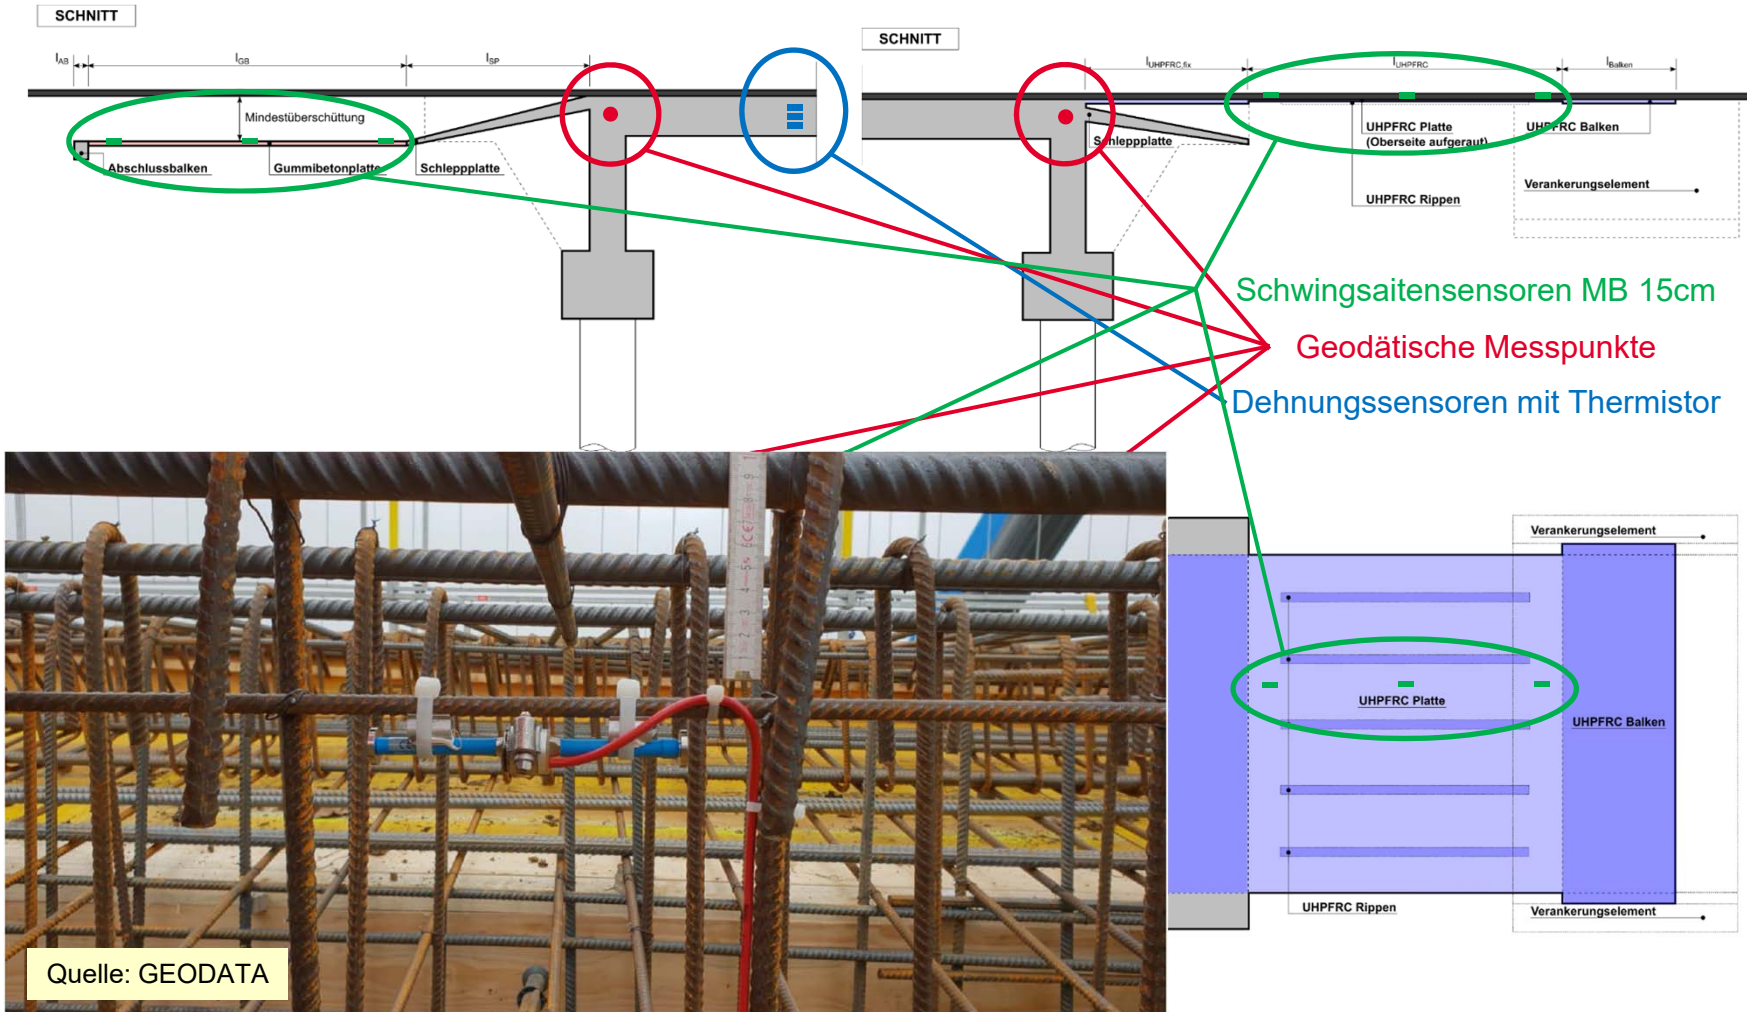 SCHNITT
l_AB
l_GB
l_SP
Mindestüberschüttung
Abschlussbalken
Gummibetonplatte
Schleppplatte
SCHNITT
l_UHPFRC,fix
l_UHPFRC
l_Balken
Schleppplatte
UHPFRC Platte
(Oberseite aufgeraut)
UHPFRC Balken
UHPFRC Rippen
Verankerungselement
Schwingsaitensensoren MB 15cm
Geodätische Messpunkte
Dehnungssensoren mit Thermistor
Verankerungselement
UHPFRC Platte
UHPFRC Balken
UHPFRC Rippen
Verankerungselement
Quelle: GEODATA